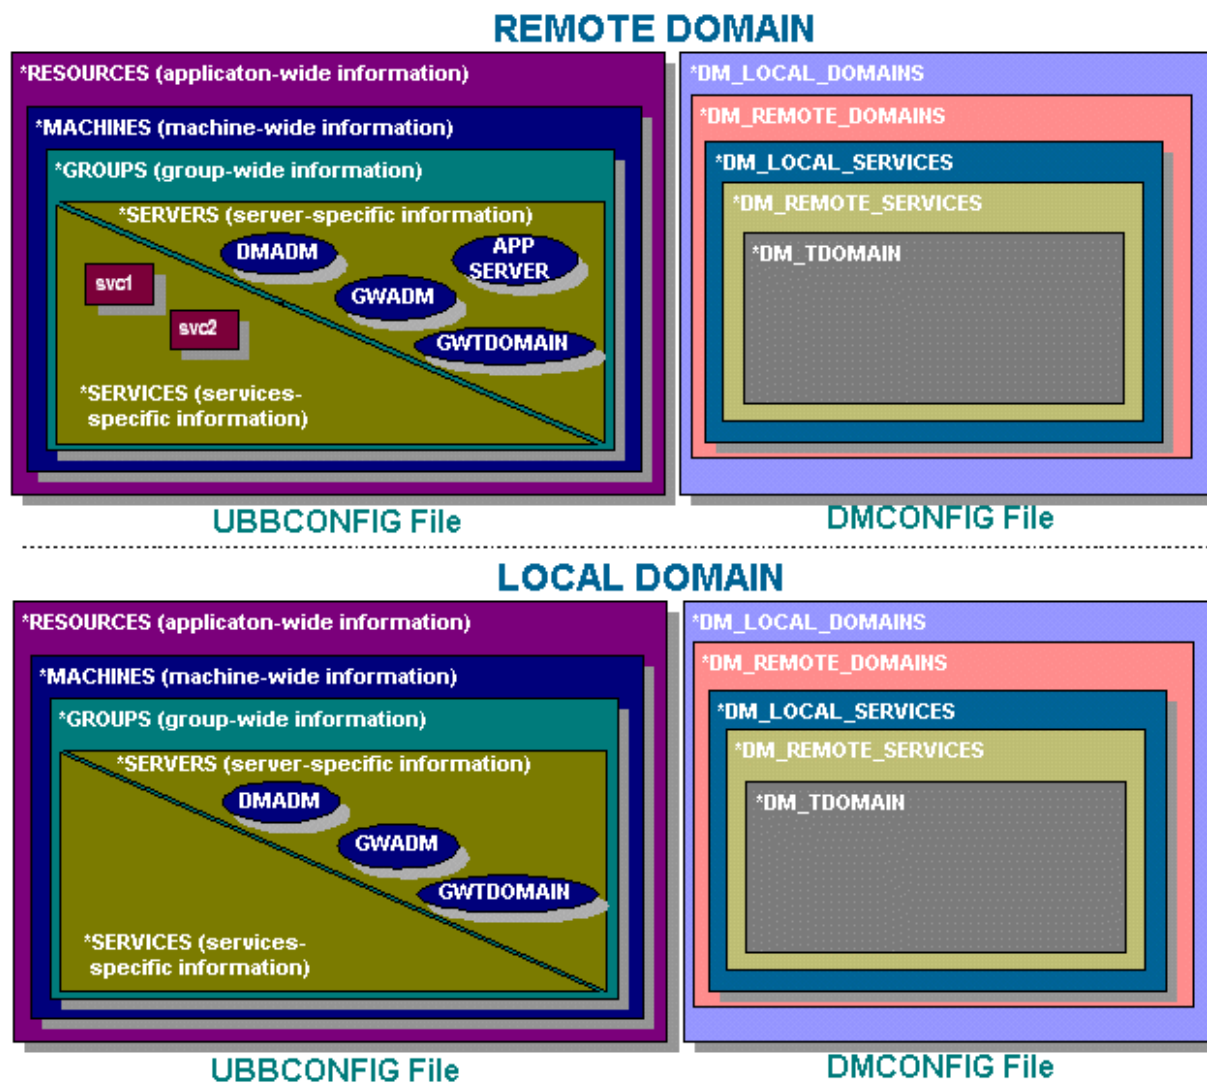 REMOTE DOMAIN
*RESOURCES (applicaton-wide information)
*MACHINES (machine-wide information)
*GROUPS (group-wide information)
*SERVERS (server-specific information)
DMADM
APP
SERVER
GWADM
GWTDOMAIN
svc1
svc2
*SERVICES (services-
specific information)
UBBCONFIG File
*DM_LOCAL_DOMAINS
*DM_REMOTE_DOMAINS
*DM_LOCAL_SERVICES
*DM_REMOTE_SERVICES
*DM_TDOMAIN
DMCONFIG File
LOCAL DOMAIN
*RESOURCES (applicaton-wide information)
*MACHINES (machine-wide information)
*GROUPS (group-wide information)
*SERVERS (server-specific information)
DMADM
GWADM
GWTDOMAIN
*SERVICES (services-
specific information)
UBBCONFIG File
*DM_LOCAL_DOMAINS
*DM_REMOTE_DOMAINS
*DM_LOCAL_SERVICES
*DM_REMOTE_SERVICES
*DM_TDOMAIN
DMCONFIG File